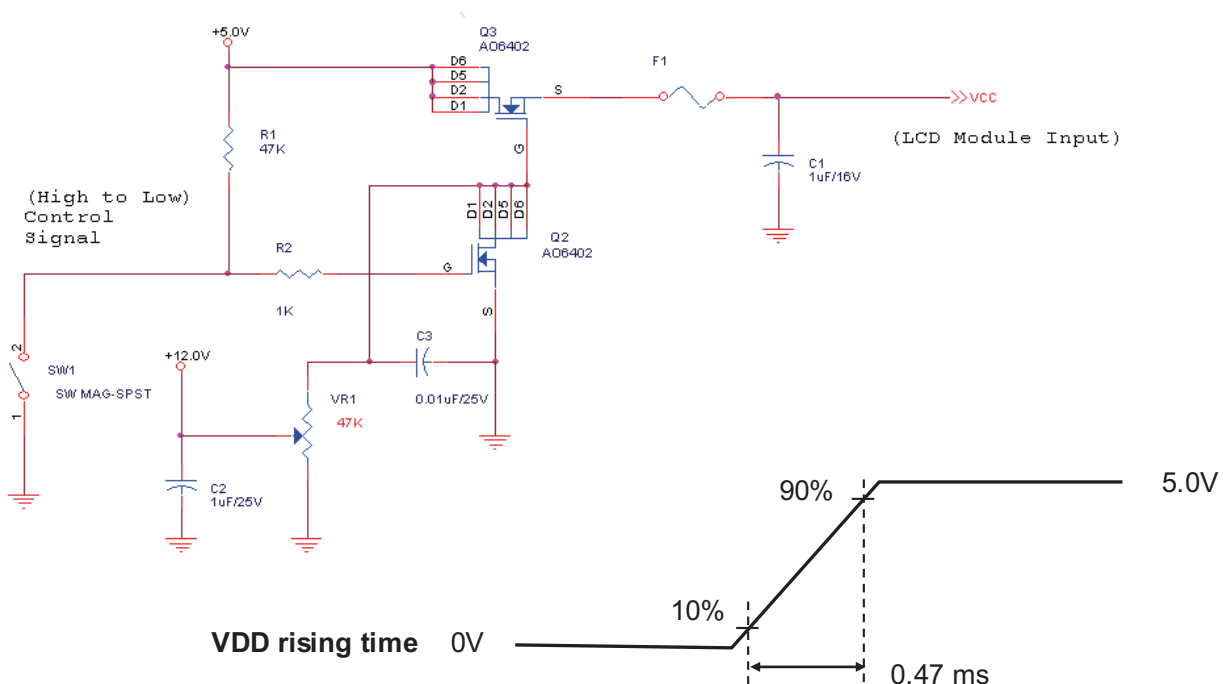 +5.0V
Q3
AO6402
D6
D5
D2
D1
S
G
F1
VCC
(LCD Module Input)
R1
47K
C1
1uF/16V
(High to Low)
Control
Signal
D1
D2
D5
D6
R2
1K
G
Q2
AO6402
S
C3
0.01uF/25V
+12.0V
2
SW1
SW MAG-SPST
1
VR1
47K
C2
1uF/25V
90%
5.0V
10%
VDD rising time 0V
0.47 ms